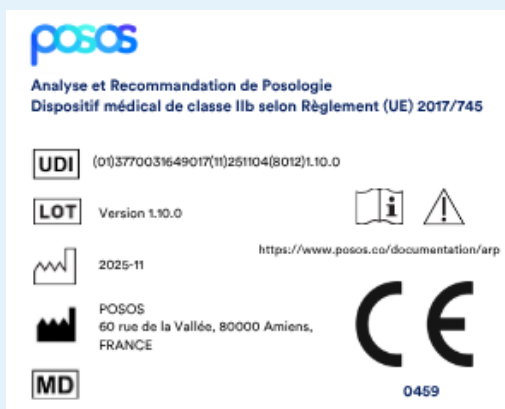 posos
Analyse et Recommandation de Posologie
Dispositif médical de classe IIb selon Règlement (UE) 2017/745
UDI (01)3770031649017(11)251104(8012)1.10.0
LOT Version 1.10.0
https://www.posos.co/documentation/arp
2025-11
POSOS
60 rue de la Vallée, 80000 Amiens,
FRANCE
MD
CE
0459